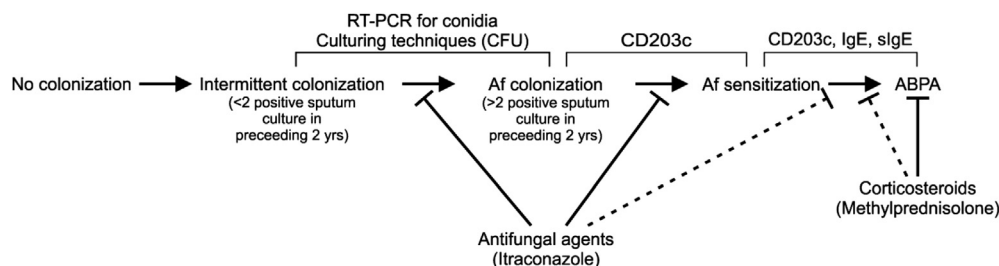 RT-PCR for conidia
Culturing techniques (CFU)
CD203c
CD203c, IgE, sIgE
No colonization
Intermittent colonization
(<2 positive sputum
culture in
preceeding 2 yrs)
Af colonization
(>2 positive sputum
culture in
preceeding 2 yrs)
Af sensitization
ABPA
Corticosteroids
(Methylprednisolone)
Antifungal agents
(Itraconazole)